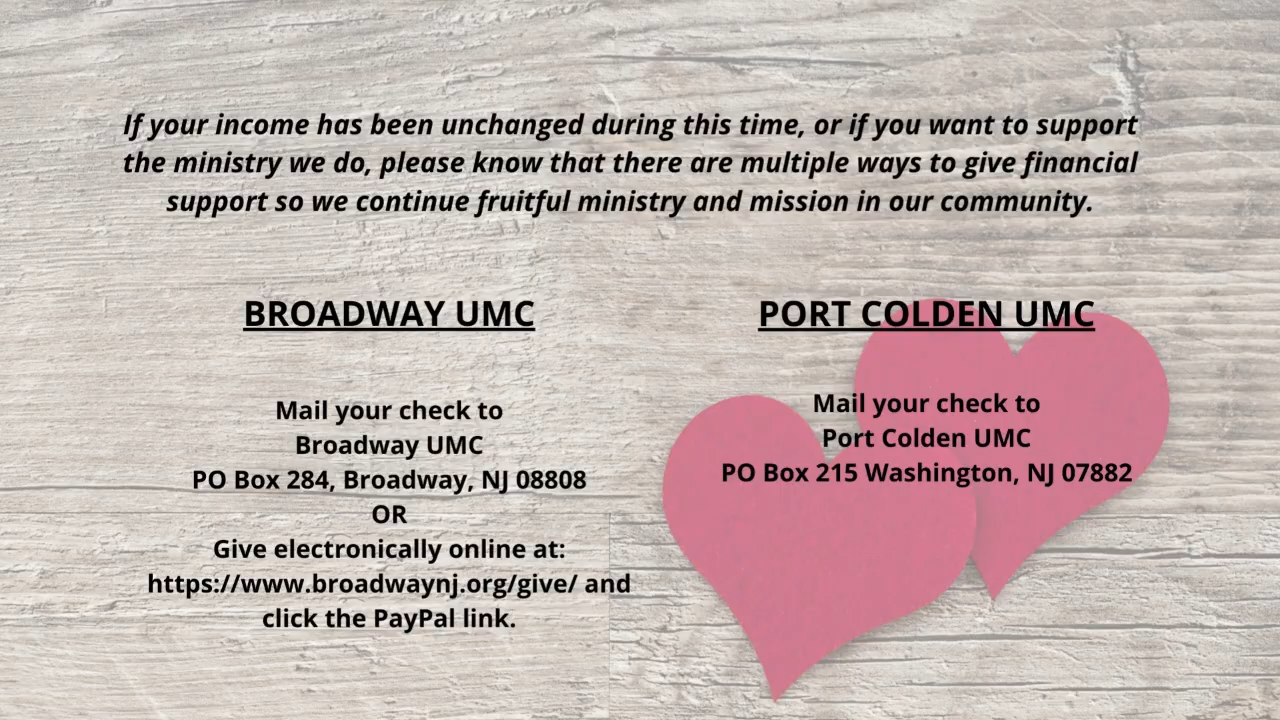 If your income has been unchanged during this time, or if you want to support
the ministry we do, please know that there are multiple ways to give financial
support so we continue fruitful ministry and mission in our community.
BROADWAY UMC
Mail your check to
Broadway UMC
PO Box 284, Broadway, NJ 08808
OR
Give electronically online at:
https://www.broadwaynj.org/give/ and
click the PayPal link.
PORT COLDEN UMC
Mail your check to
Port Colden UMC
PO Box 215 Washington, NJ 07882